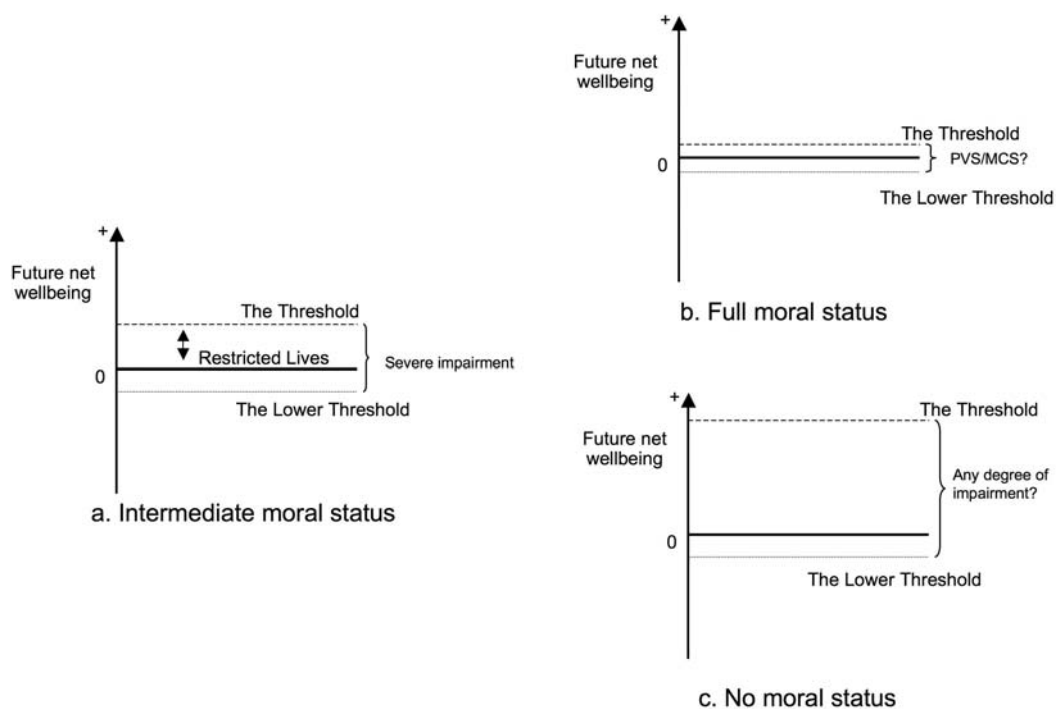 +
Future net
wellbeing
The Threshold
Restricted Lives
Severe impairment
0
The Lower Threshold
a. Intermediate moral status
+
Future net
wellbeing
The Threshold
0
PVS/MCS?
The Lower Threshold
b. Full moral status
+
The Threshold
Future net
wellbeing
Any degree of
impairment?
0
The Lower Threshold
c. No moral status